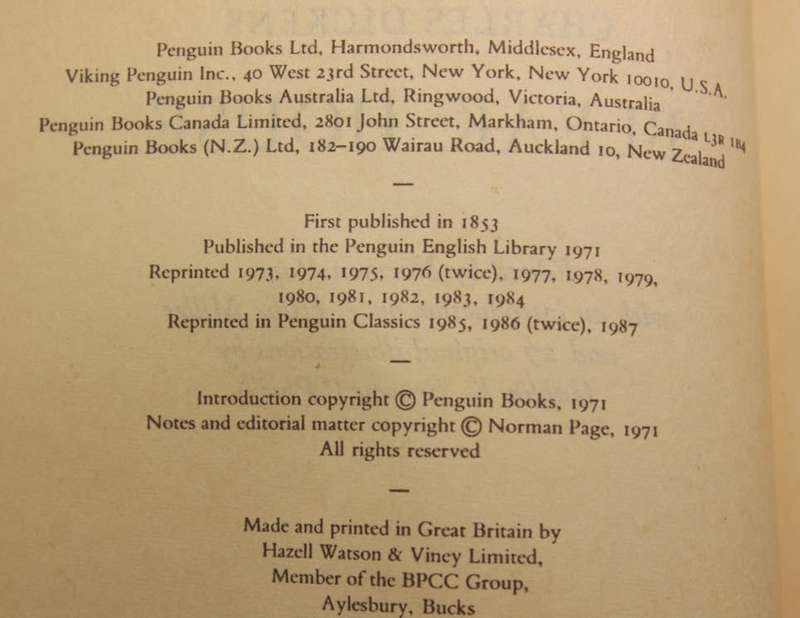 Penguin Books Ltd, Harmondsworth, Middlesex, England
Viking Penguin Inc., 40 West 23rd Street, New York, New York 10010, U.S.A.
Penguin Books Australia Ltd, Ringwood, Victoria, Australia
Penguin Books Canada Limited, 2801 John Street, Markham, Ontario, Canada L3R 1B4
Penguin Books (N.Z.) Ltd, 182–190 Wairau Road, Auckland 10, New Zealand
First published in 1853
Published in the Penguin English Library 1971
Reprinted 1973, 1974, 1975, 1976 (twice), 1977, 1978, 1979,
1980, 1981, 1982, 1983, 1984
Reprinted in Penguin Classics 1985, 1986 (twice), 1987
Introduction copyright © Penguin Books, 1971
Notes and editorial matter copyright © Norman Page, 1971
All rights reserved
Made and printed in Great Britain by
Hazell Watson & Viney Limited,
Member of the BPCC Group,
Aylesbury, Bucks